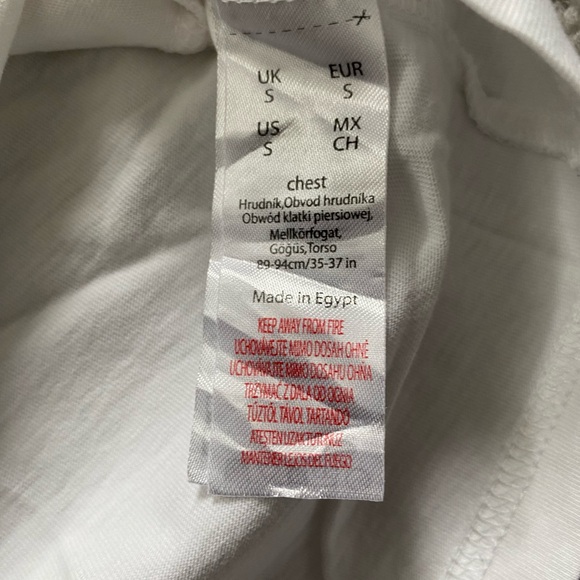 UK EUR
S S
US MX
S CH
chest
Hrudník,Obvod hrudníka
Obwód klatki piersiowej,
Mellkörfogat,
Göğüs,Torso
89-94cm/35-37 in
Made in Egypt
KEEP AWAY FROM FIRE
UCHOVÁVEJTE MIMO DOSAH OHNĚ
UCHOVÁVAJTE MIMO DOSAHU OHŇA
TRZYMAĆ Z DALA OD OGNIA
TŰZTŐL TÁVOL TARTANDÓ
ATEŞTEN UZAK TUTUNUZ
MANTENER LEJOS DEL FUEGO